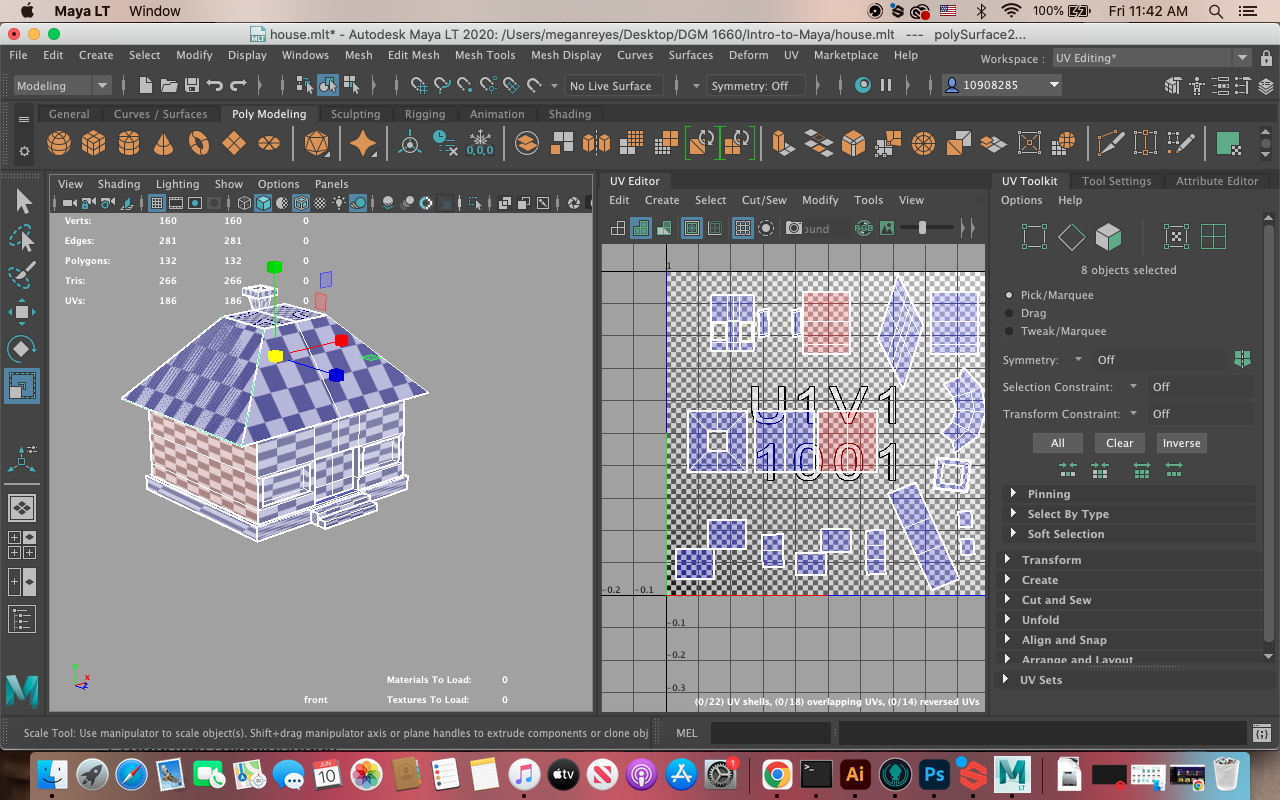 Maya LT Window 100% Fri 11:42 AM
house.mlt* - Autodesk Maya LT 2020: /Users/meganreyes/Desktop/DGM 1660/Intro-to-Maya/house.mlt --- polySurface2...
File Edit Create Select Modify Display Windows Mesh Edit Mesh Mesh Tools Mesh Display Curves Surfaces Deform UV Marketplace Help Workspace : UV Editing*
Modeling No Live Surface Symmetry: Off 10908285
General Curves / Surfaces Poly Modeling Sculpting Rigging Animation Shading
0,0,0
View Shading Lighting Show Options Panels
UV Editor
UV Toolkit Tool Settings Attribute Editor
Edit Create Select Cut/Sew Modify Tools View
Options Help
RGB
Verts: 160 160 0
Edges: 281 281 0
Polygons: 132 132 0
Tris: 266 266 0
UVs: 186 186 0
8 objects selected
Pick/Marquee
Drag
Tweak/Marquee
Symmetry: Off
Selection Constraint: Off
Transform Constraint: Off
All Clear Inverse
Pinning
Select By Type
Soft Selection
Transform
Create
Cut and Sew
Unfold
Align and Snap
Arrange and Layout
UV Sets
1
U1V1
1001
-0.2 -0.1
-0.1
-0.2
-0.3
(0/22) UV shells, (0/18) overlapping UVs, (0/14) reversed UVs
Materials To Load: 0
front Textures To Load: 0
Y
X
Z
Scale Tool: Use manipulator to scale object(s). Shift+drag manipulator axis or plane handles to extrude components or clone obj
MEL
JUN
10
tv
Ai
Ps
1
LT